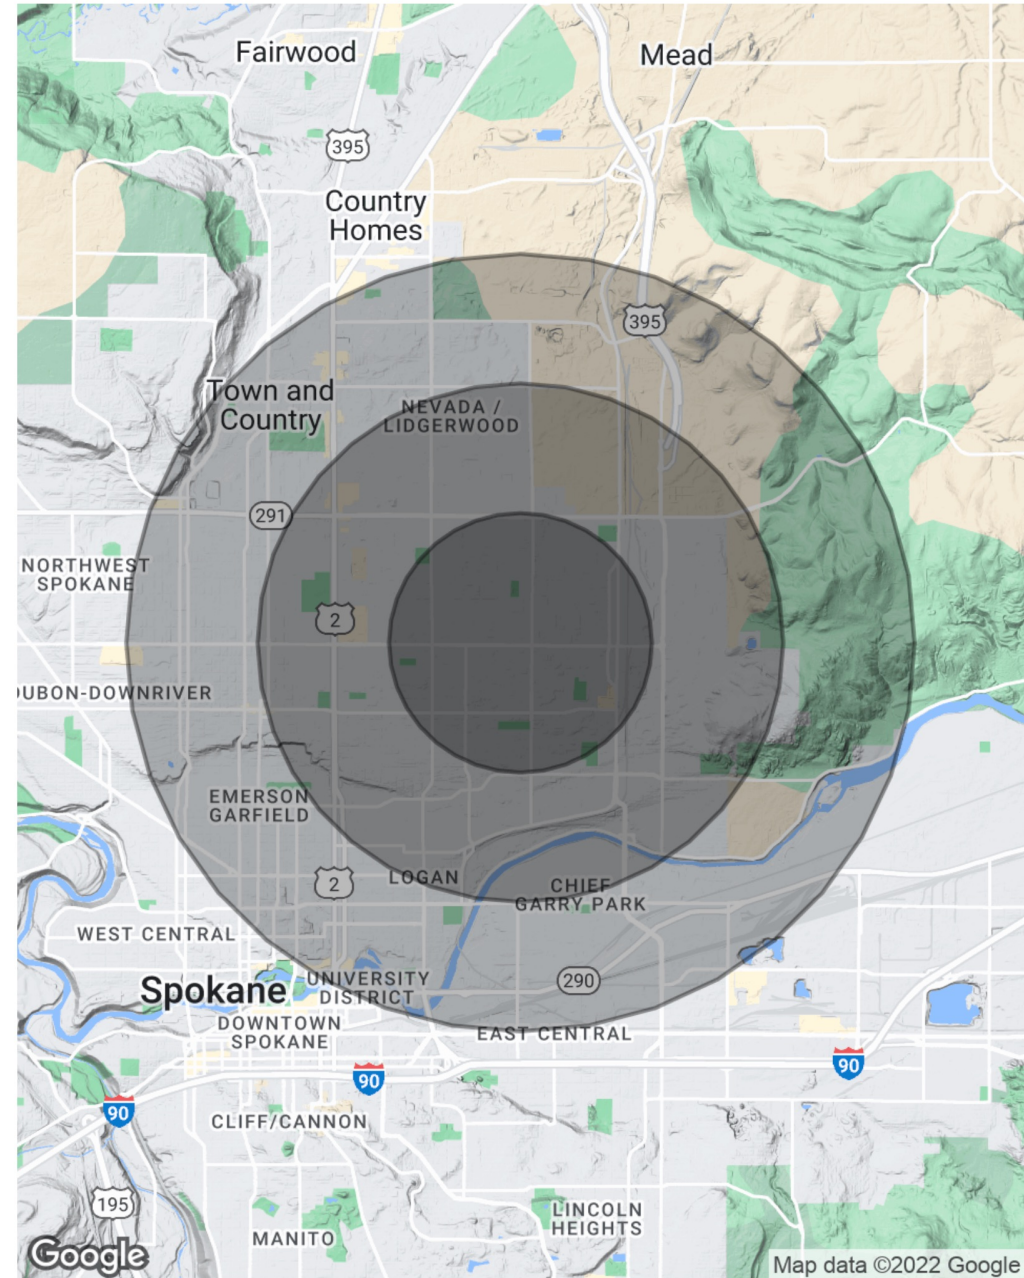 Fairwood
Mead
395
Country
Homes
395
Town and
Country
NEVADA /
LIDGERWOOD
291
NORTHWEST
SPOKANE
2
DUBON-DOWNRIVER
EMERSON
GARFIELD
2
LOGAN
CHIEF
GARRY PARK
WEST CENTRAL
290
UNIVERSITY
DISTRICT
Spokane
DOWNTOWN
SPOKANE
EAST CENTRAL
90
90
90
CLIFF/CANNON
195
LINCOLN
HEIGHTS
MANITO
Google
Map data ©2022 Google